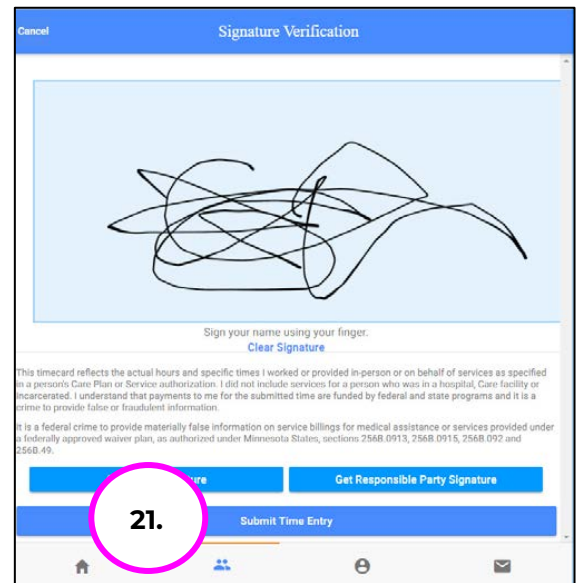 Cancel
Signature Verification
Sign your name using your finger.
Clear Signature
This timecard reflects the actual hours and specific times I worked or provided in-person or on behalf of services as specified
in a person's Care Plan or Service authorization. I did not include services for a person who was in a hospital, Care facility or
incarcerated. I understand that payments to me for the submitted time are funded by federal and state programs and it is a
crime to provide false or fraudulent information.
It is a federal crime to provide materially false information on service billings for medical assistance or services provided under
a federally approved waiver plan, as authorized under Minnesota States, sections 256B.0913, 256B.0915, 256B.092 and
256B.49.
Get Responsible Party Signature
21.
Submit Time Entry